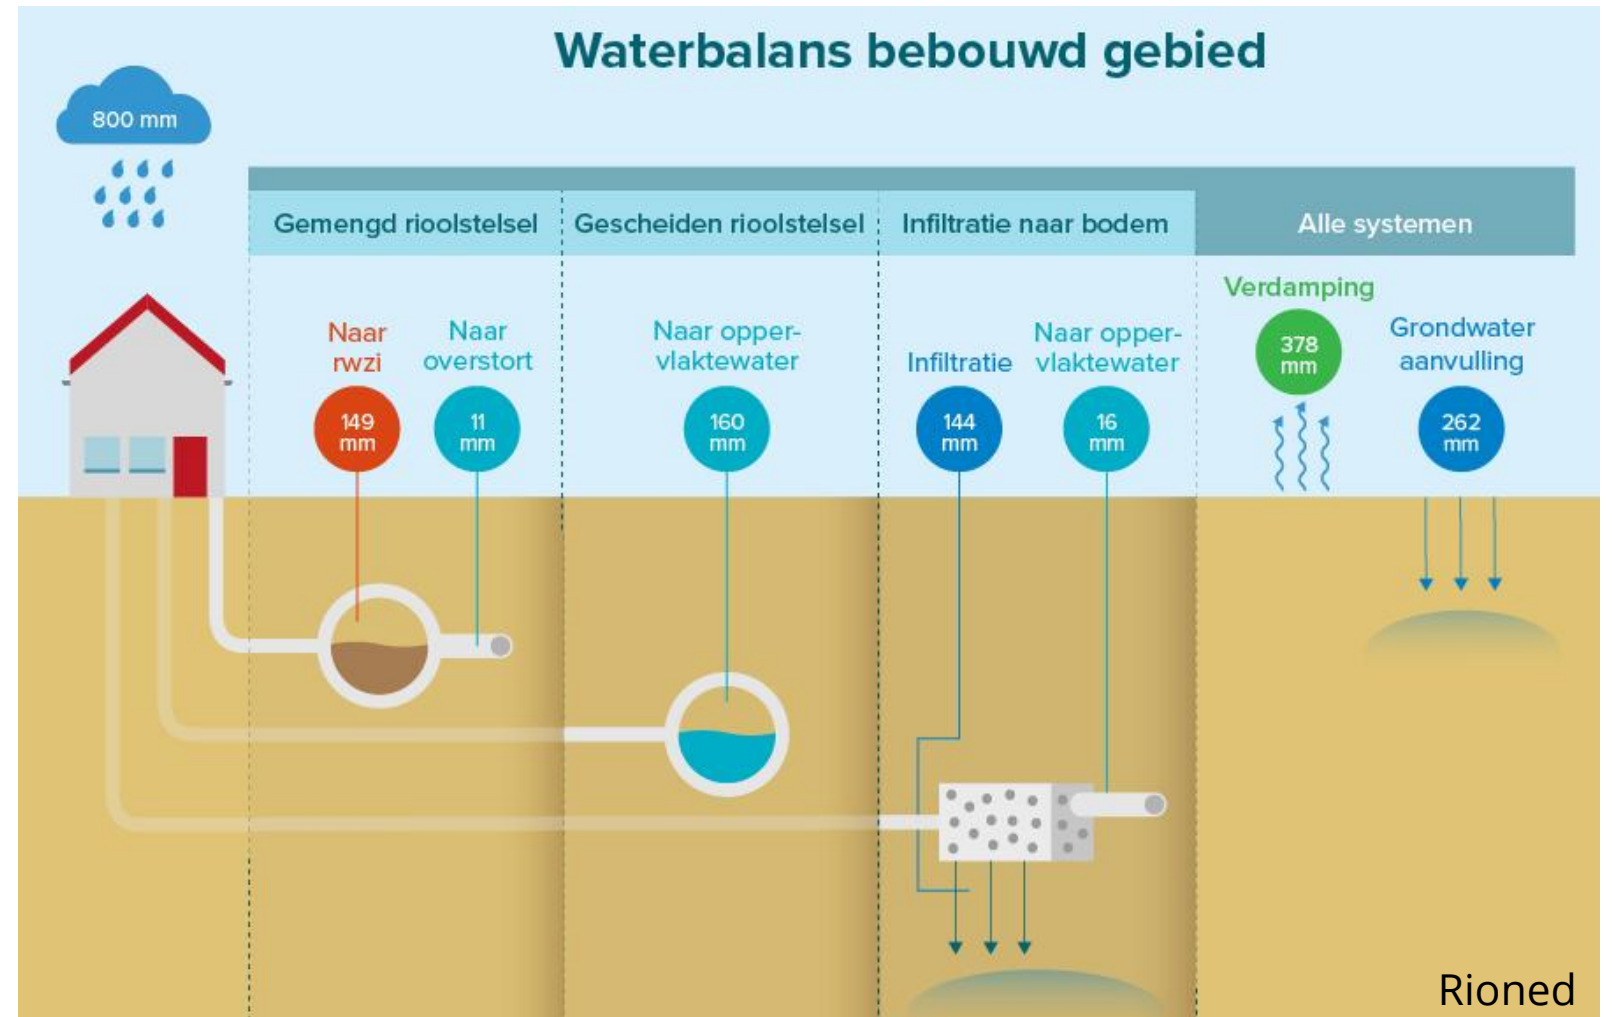 Waterbalans bebouwd gebied
800 mm
Gemengd rioolstelsel
Gescheiden rioolstelsel
Infiltratie naar bodem
Alle systemen
Naar
rwzi
149
mm
Naar
overstort
11
mm
Naar opper-
vlaktewater
160
mm
Infiltratie
144
mm
Naar opper-
vlaktewater
16
mm
Verdamping
378
mm
Grondwater
aanvulling
262
mm
Rioned